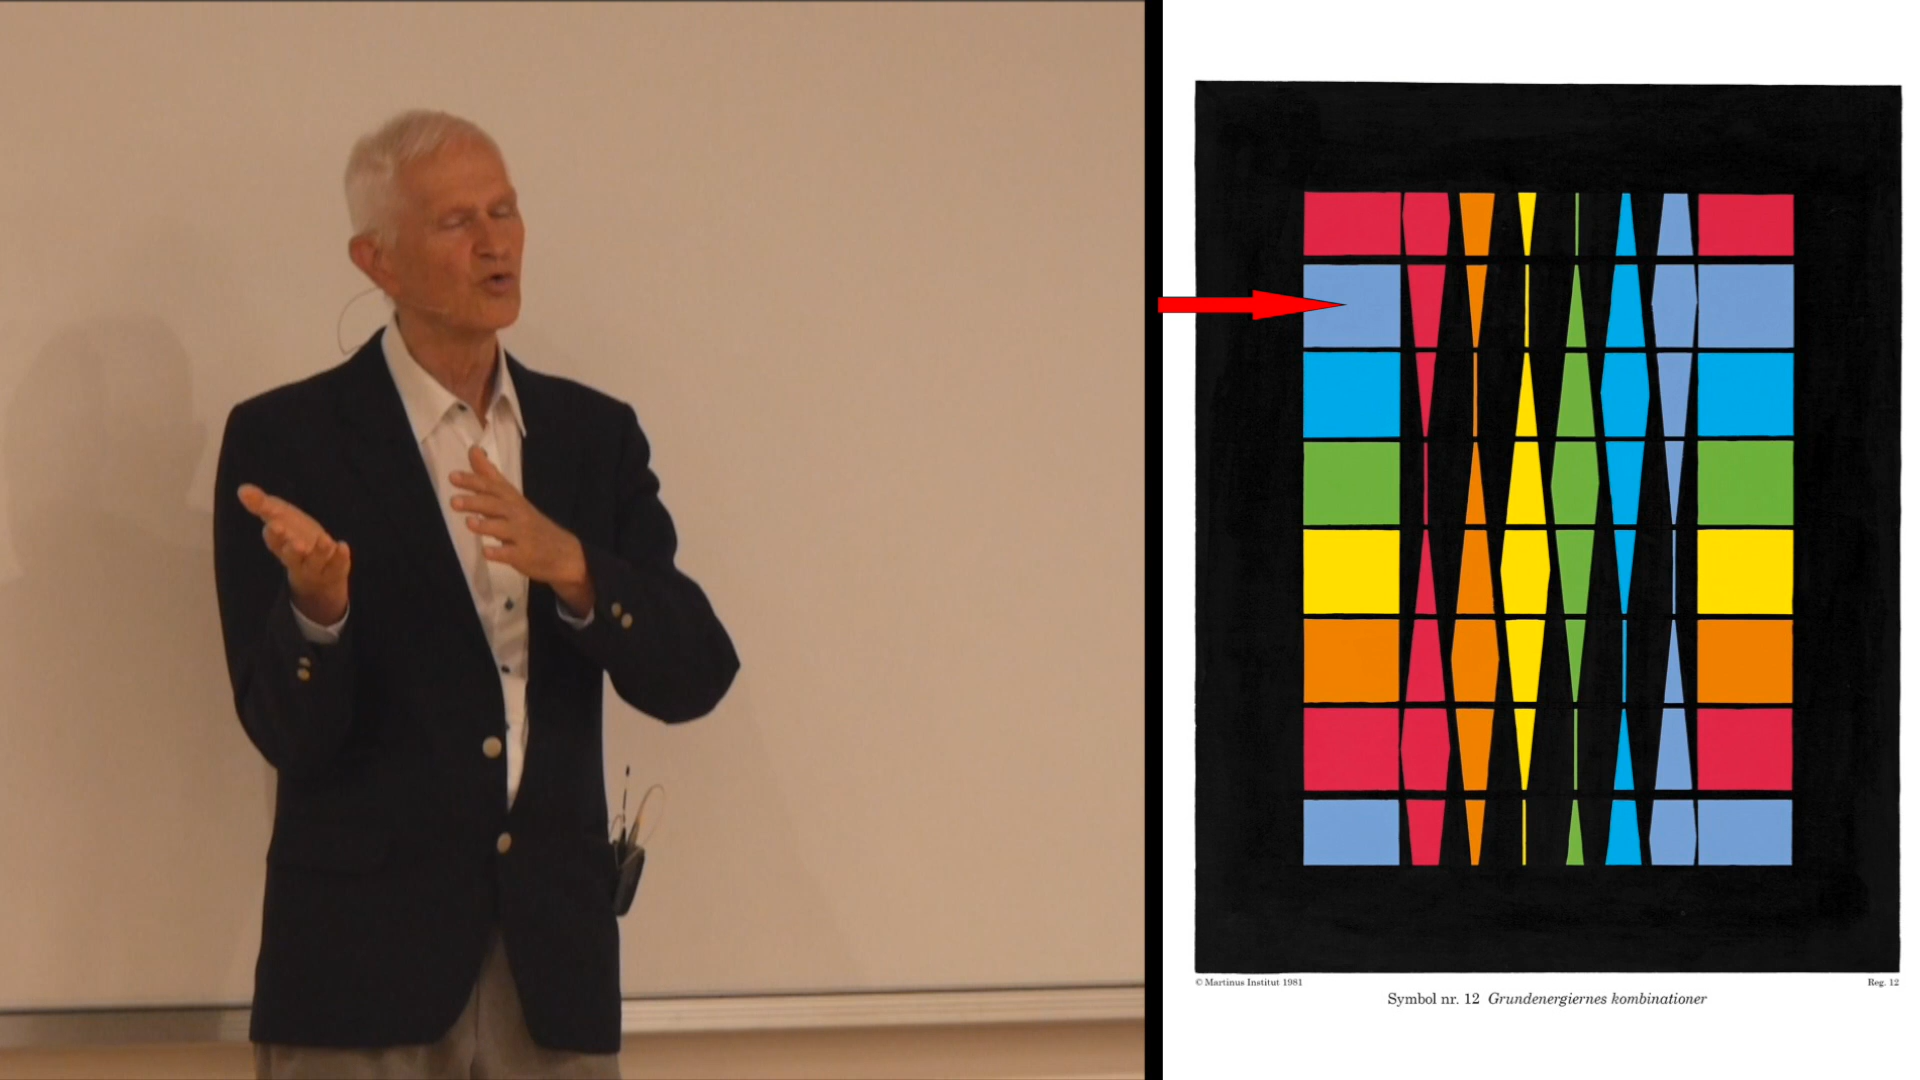 © Martinus Institut 1981
Reg. 12
Symbol nr. 12 Grundenergiernes kombinationer